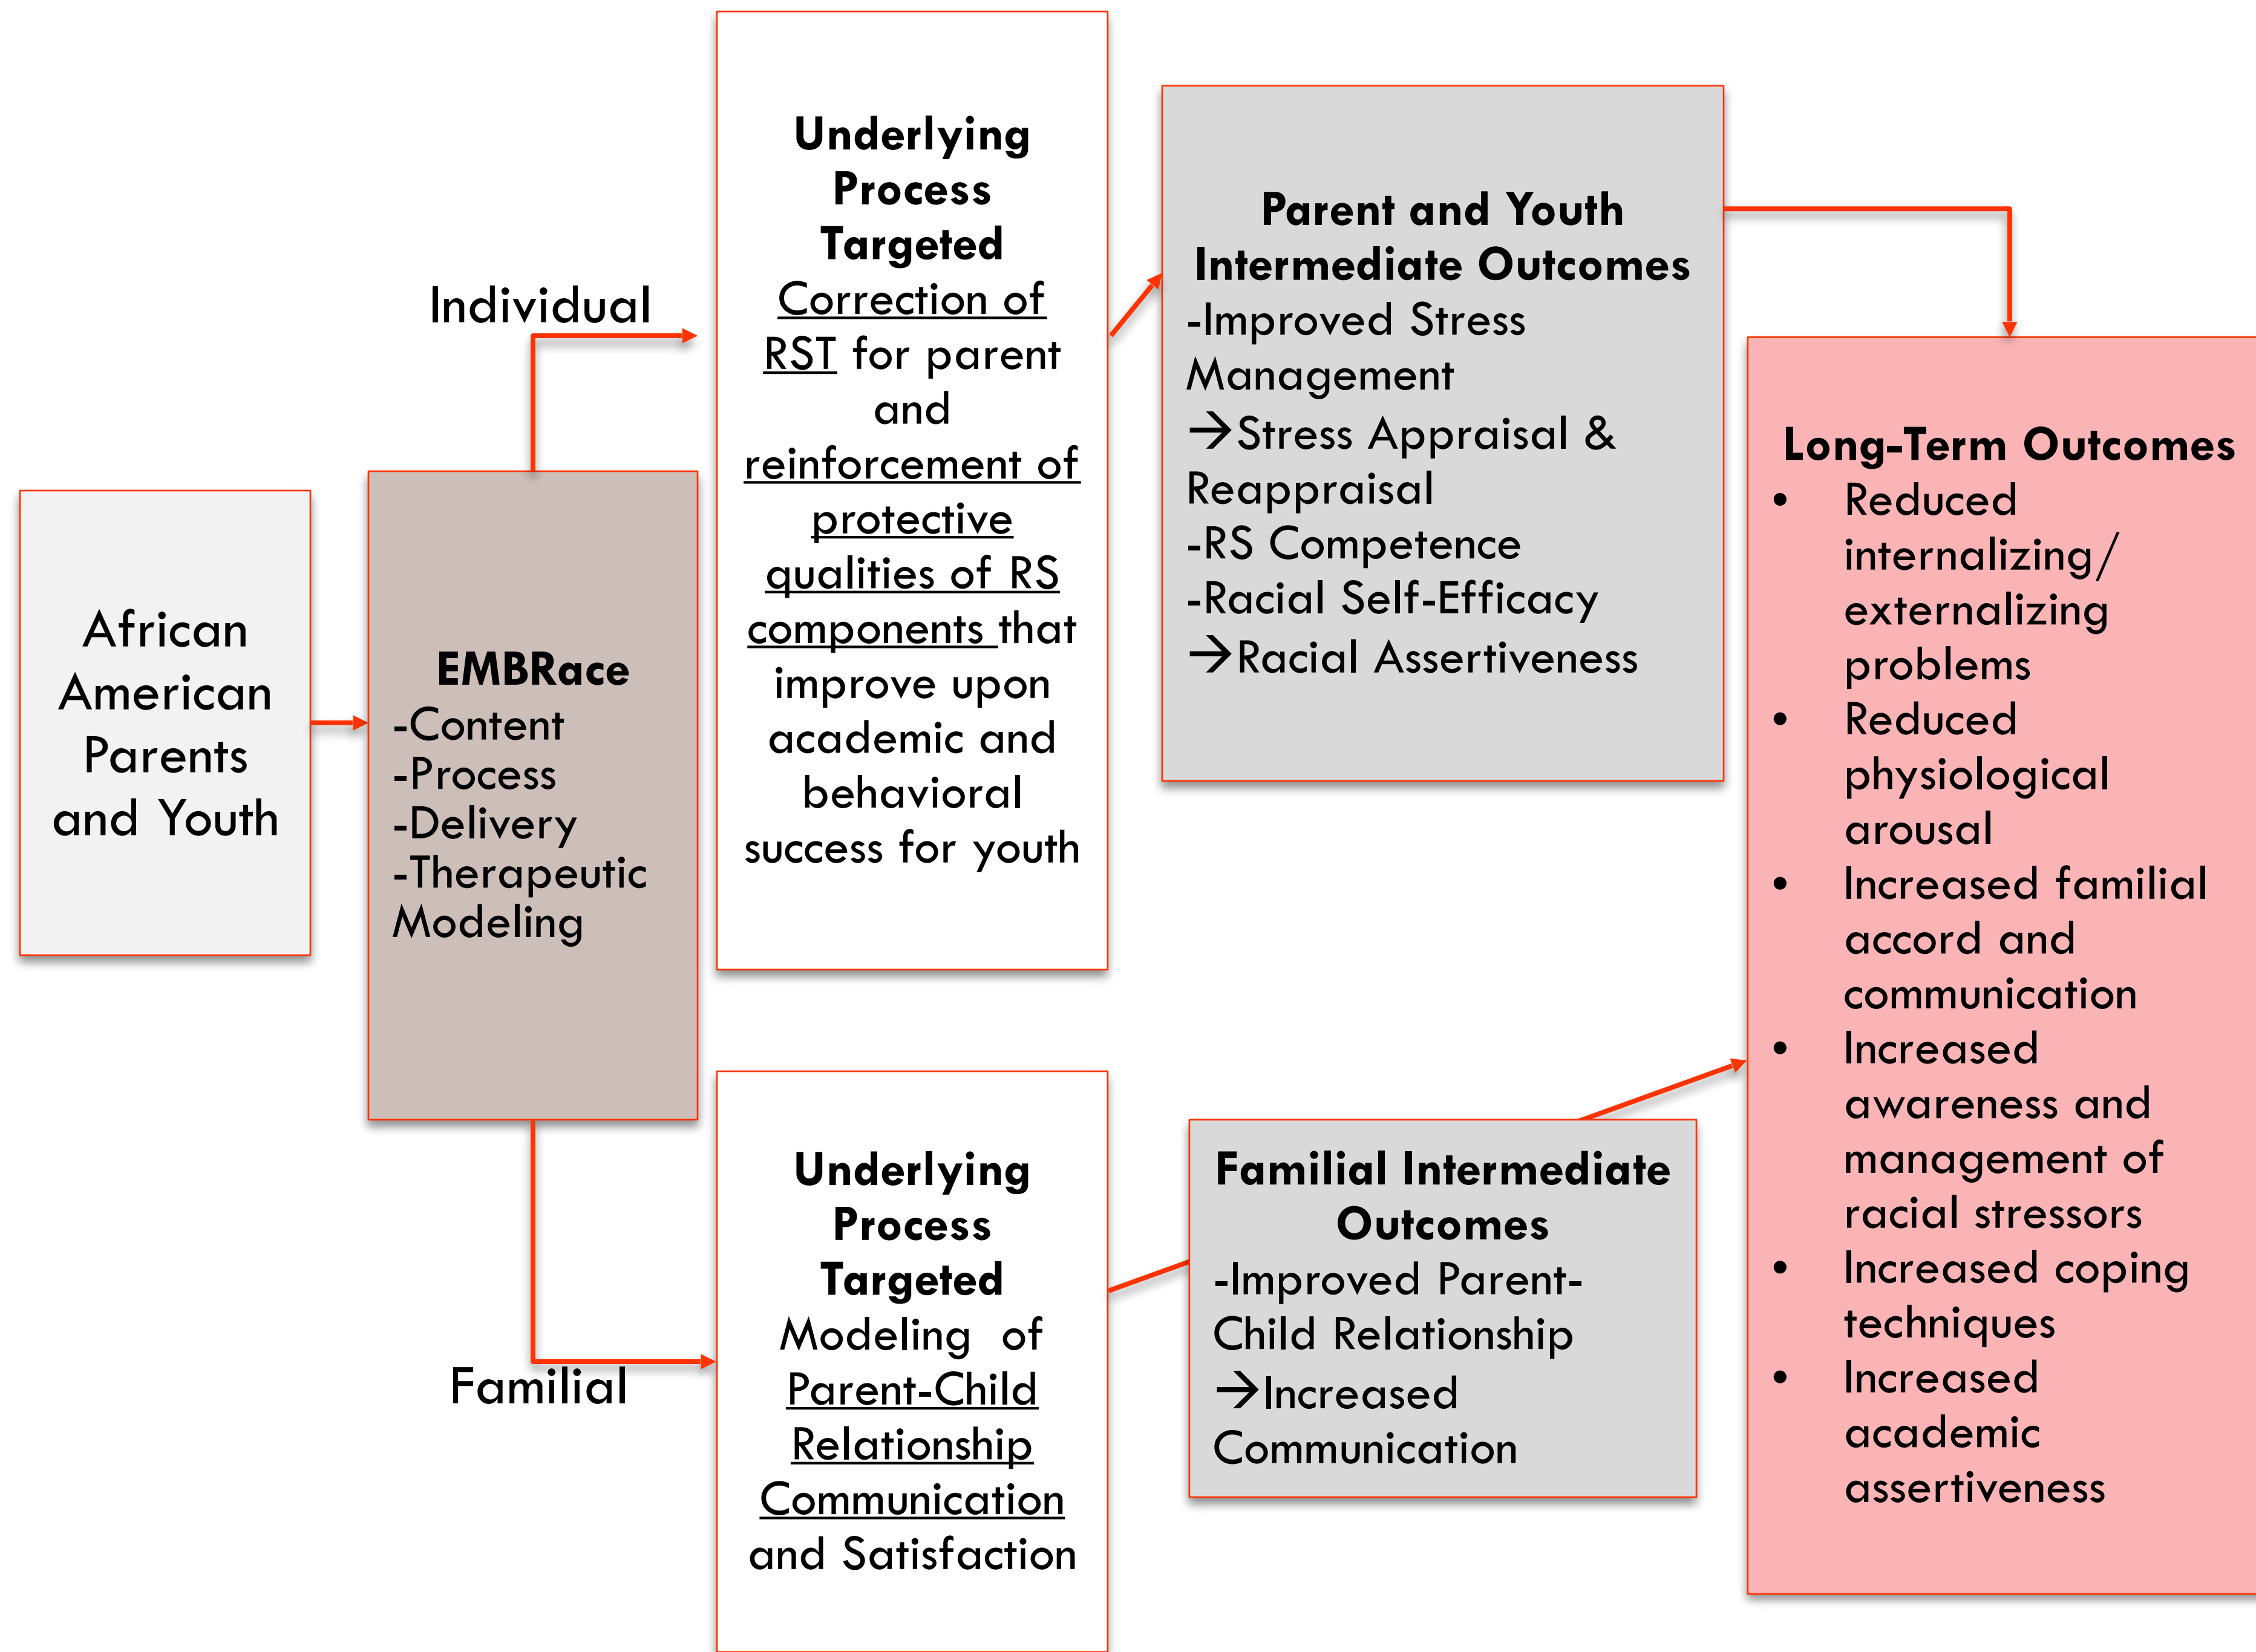 African
American
Parents
and Youth
EMBRace
-Content
-Process
-Delivery
-Therapeutic
Modeling
Individual
Familial
Underlying
Process
Targeted
Correction of
RST for parent
and
reinforcement of
protective
qualities of RS
components that
improve upon
academic and
behavioral
success for youth
Parent and Youth
Intermediate Outcomes
-Improved Stress
Management
→Stress Appraisal &
Reappraisal
-RS Competence
-Racial Self-Efficacy
→Racial Assertiveness
Underlying
Process
Targeted
Modeling of
Parent-Child
Relationship
Communication
and Satisfaction
Familial Intermediate
Outcomes
-Improved Parent-
Child Relationship
→Increased
Communication
Long-Term Outcomes
• Reduced
internalizing/
externalizing
problems
• Reduced
physiological
arousal
• Increased familial
accord and
communication
• Increased
awareness and
management of
racial stressors
• Increased coping
techniques
• Increased
academic
assertiveness